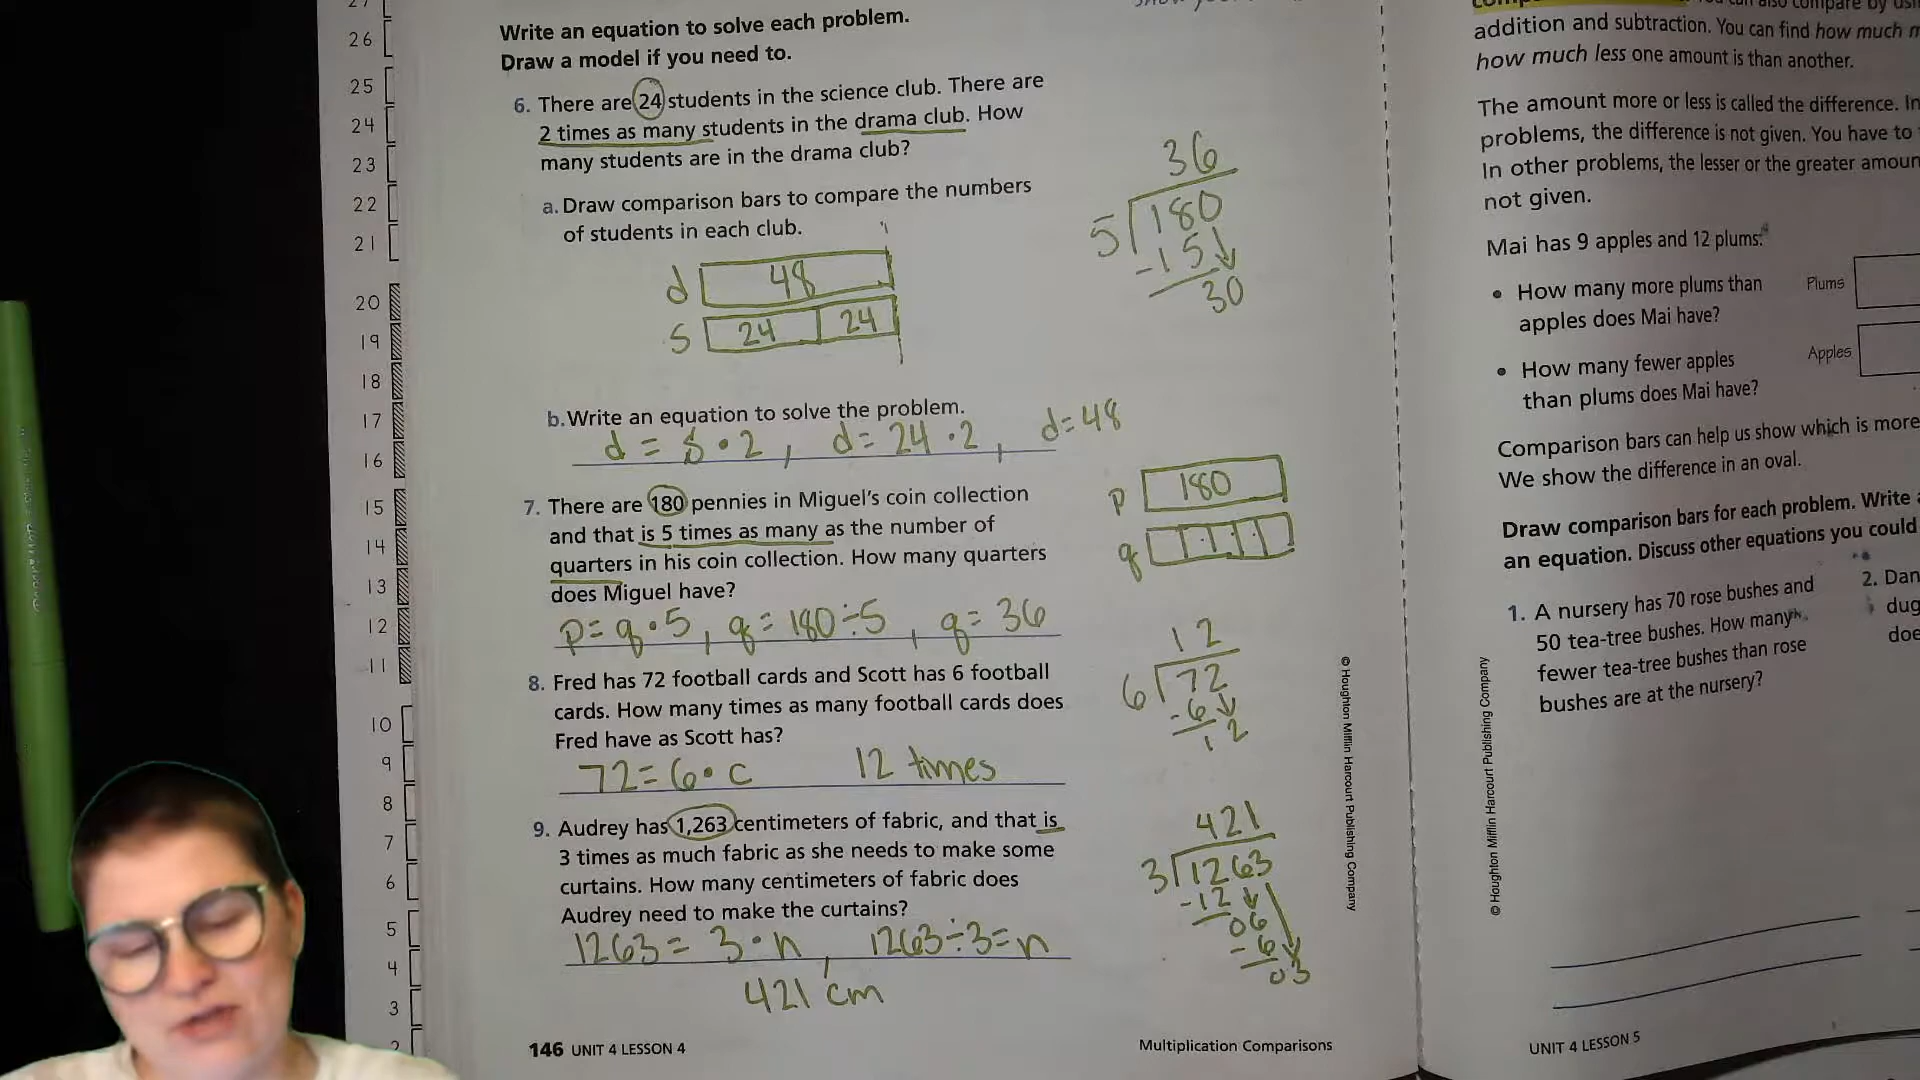 26
25
24
23
22
21
20
19
18
17
16
15
14
13
12
11
10
9
8
7
6
5
4
3
Write an equation to solve each problem.
Draw a model if you need to.
6. There are 24 students in the science club. There are
2 times as many students in the drama club. How
many students are in the drama club?
a. Draw comparison bars to compare the numbers
of students in each club.
d 48
s 24 24
b. Write an equation to solve the problem.
d = s • 2, d = 24 • 2, d = 48
7. There are 180 pennies in Miguel's coin collection
and that is 5 times as many as the number of
quarters in his coin collection. How many quarters
does Miguel have?
p = q • 5, q = 180 ÷ 5, q = 36
8. Fred has 72 football cards and Scott has 6 football
cards. How many times as many football cards does
Fred have as Scott has?
72 = 6 • c 12 times
9. Audrey has 1,263 centimeters of fabric, and that is
3 times as much fabric as she needs to make some
curtains. How many centimeters of fabric does
Audrey need to make the curtains?
1263 = 3 • n, 1263 ÷ 3 = n
421 cm
36
5 180
-15
30
p 180
q
12
6 72
-6
12
421
3 1263
-12
06
-6
03
© Houghton Mifflin Harcourt Publishing Company
146 UNIT 4 LESSON 4
Multiplication Comparisons
addition and subtraction. You can find how much
how much less one amount is than another.
The amount more or less is called the difference. In
problems, the difference is not given. You have to
In other problems, the lesser or the greater
not given.
Mai has 9 apples and 12 plums.
• How many more plums than
apples does Mai have?
Plums
• How many fewer apples
than plums does Mai have?
Apples
Comparison bars can help us show which is more
We show the difference in an oval.
Draw comparison bars for each problem. Write
an equation. Discuss other equations you could
1. A nursery has 70 rose bushes and
50 tea-tree bushes. How many
fewer tea-tree bushes than rose
bushes are at the nursery?
2. Dan
dug
doe
© Houghton Mifflin Harcourt Publishing Company
UNIT 4 LESSON 5